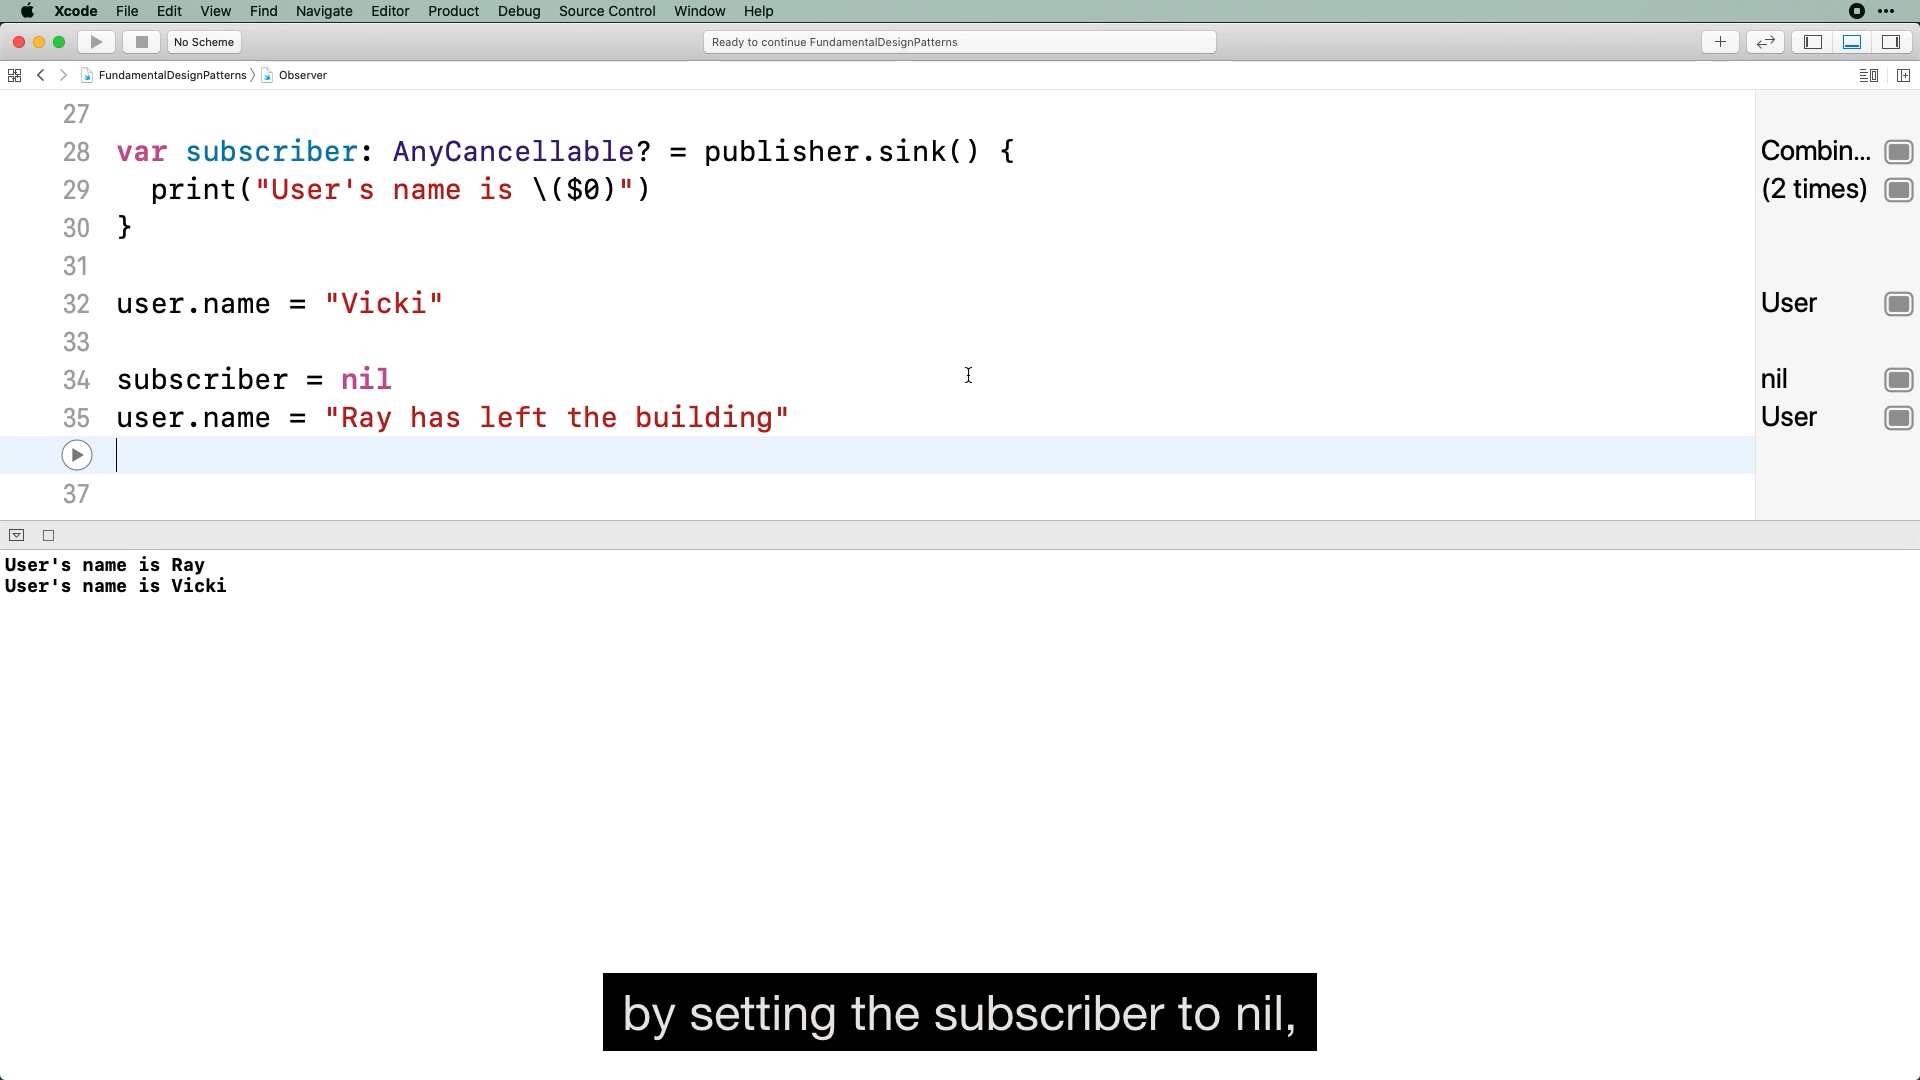 Xcode File Edit View Find Navigate Editor Product Debug Source Control Window Help
No Scheme
Ready to continue FundamentalDesignPatterns
FundamentalDesignPatterns Observer
27
28 var subscriber: AnyCancellable? = publisher.sink() { Combin...
29 print("User's name is \($0)") (2 times)
30 }
31
32 user.name = "Vicki" User
33
34 subscriber = nil nil
35 user.name = "Ray has left the building" User
37
User's name is Ray
User's name is Vicki
by setting the subscriber to nil,